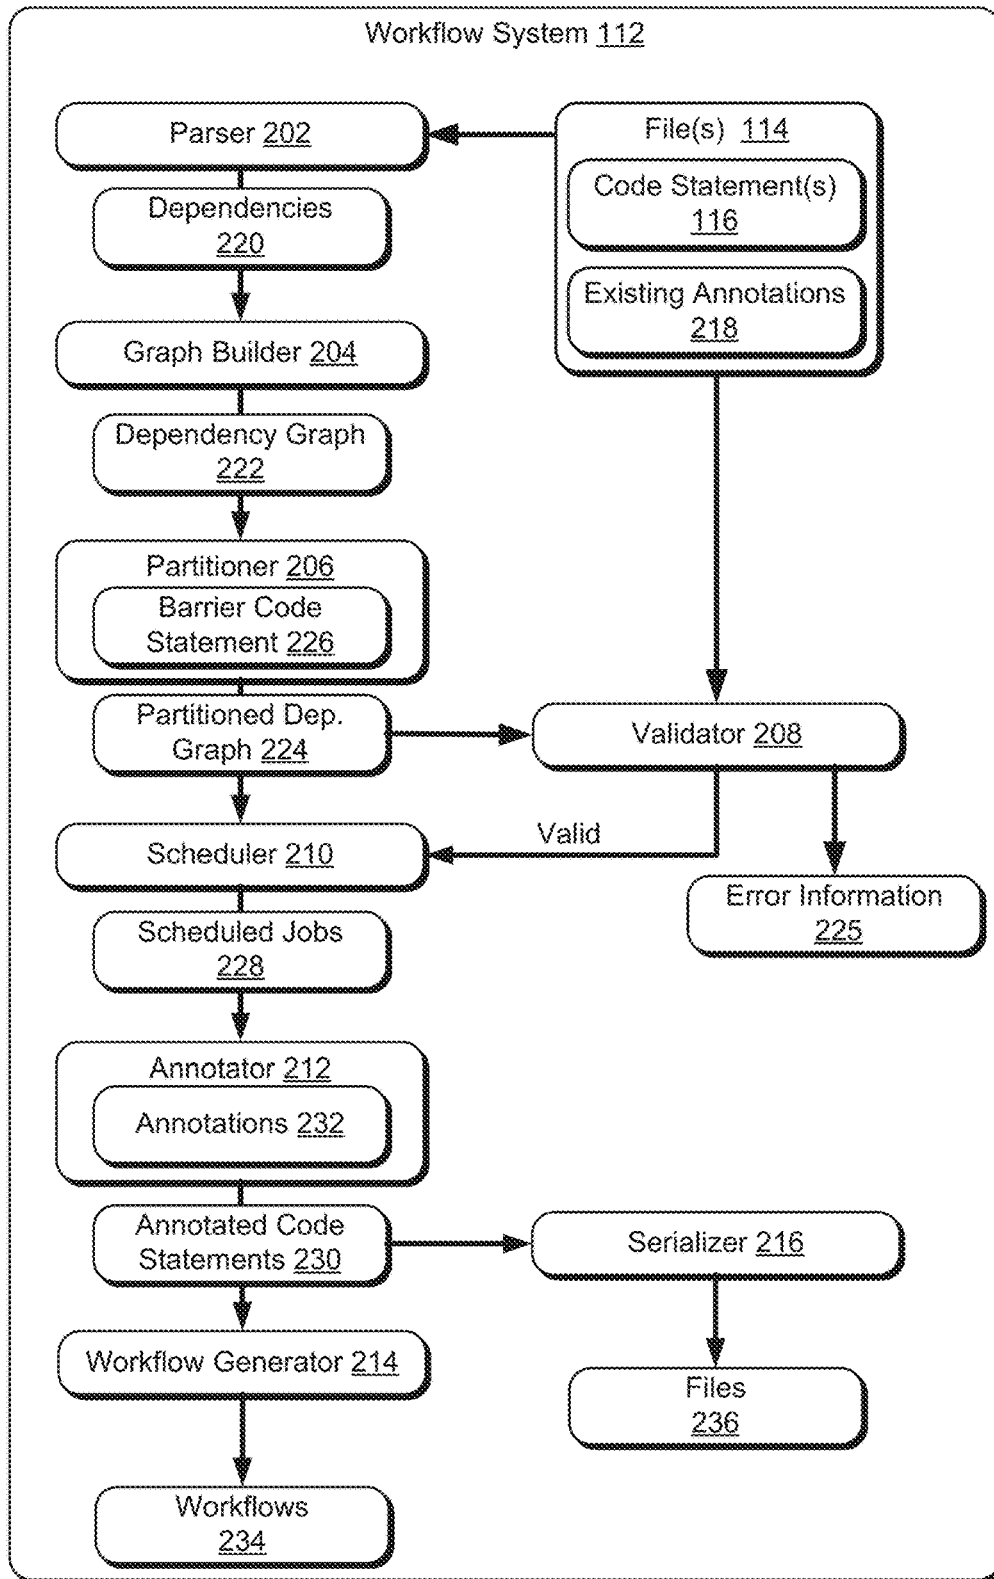 Workflow System 112
Parser 202
File(s) 114
Code Statement(s)
116
Existing Annotations
218
Dependencies
220
Graph Builder 204
Dependency Graph
222
Partitioner 206
Barrier Code
Statement 226
Partitioned Dep.
Graph 224
Validator 208
Valid
Scheduler 210
Error Information
225
Scheduled Jobs
228
Annotator 212
Annotations 232
Annotated Code
Statements 230
Serializer 216
Workflow Generator 214
Files
236
Workflows
234